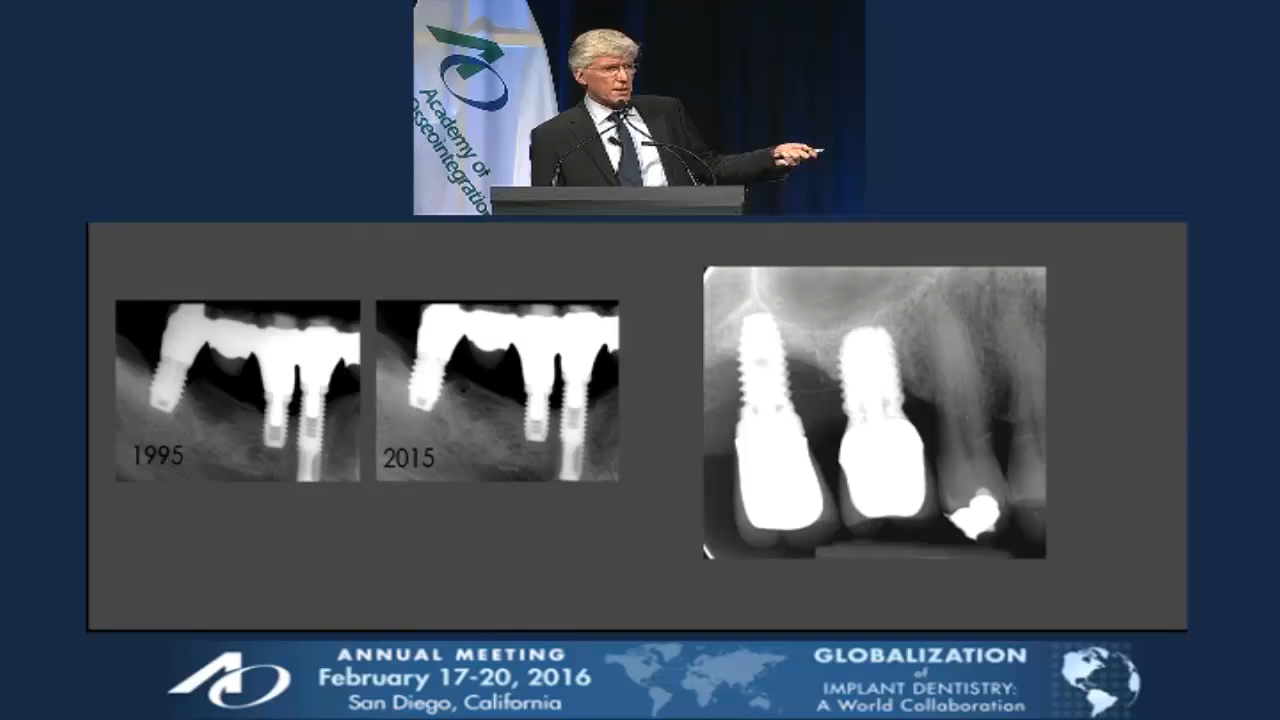 Academy of
Osseointegration
1995
2015
ANNUAL MEETING
February 17-20, 2016
San Diego, California
GLOBALIZATION
of
IMPLANT DENTISTRY:
A World Collaboration